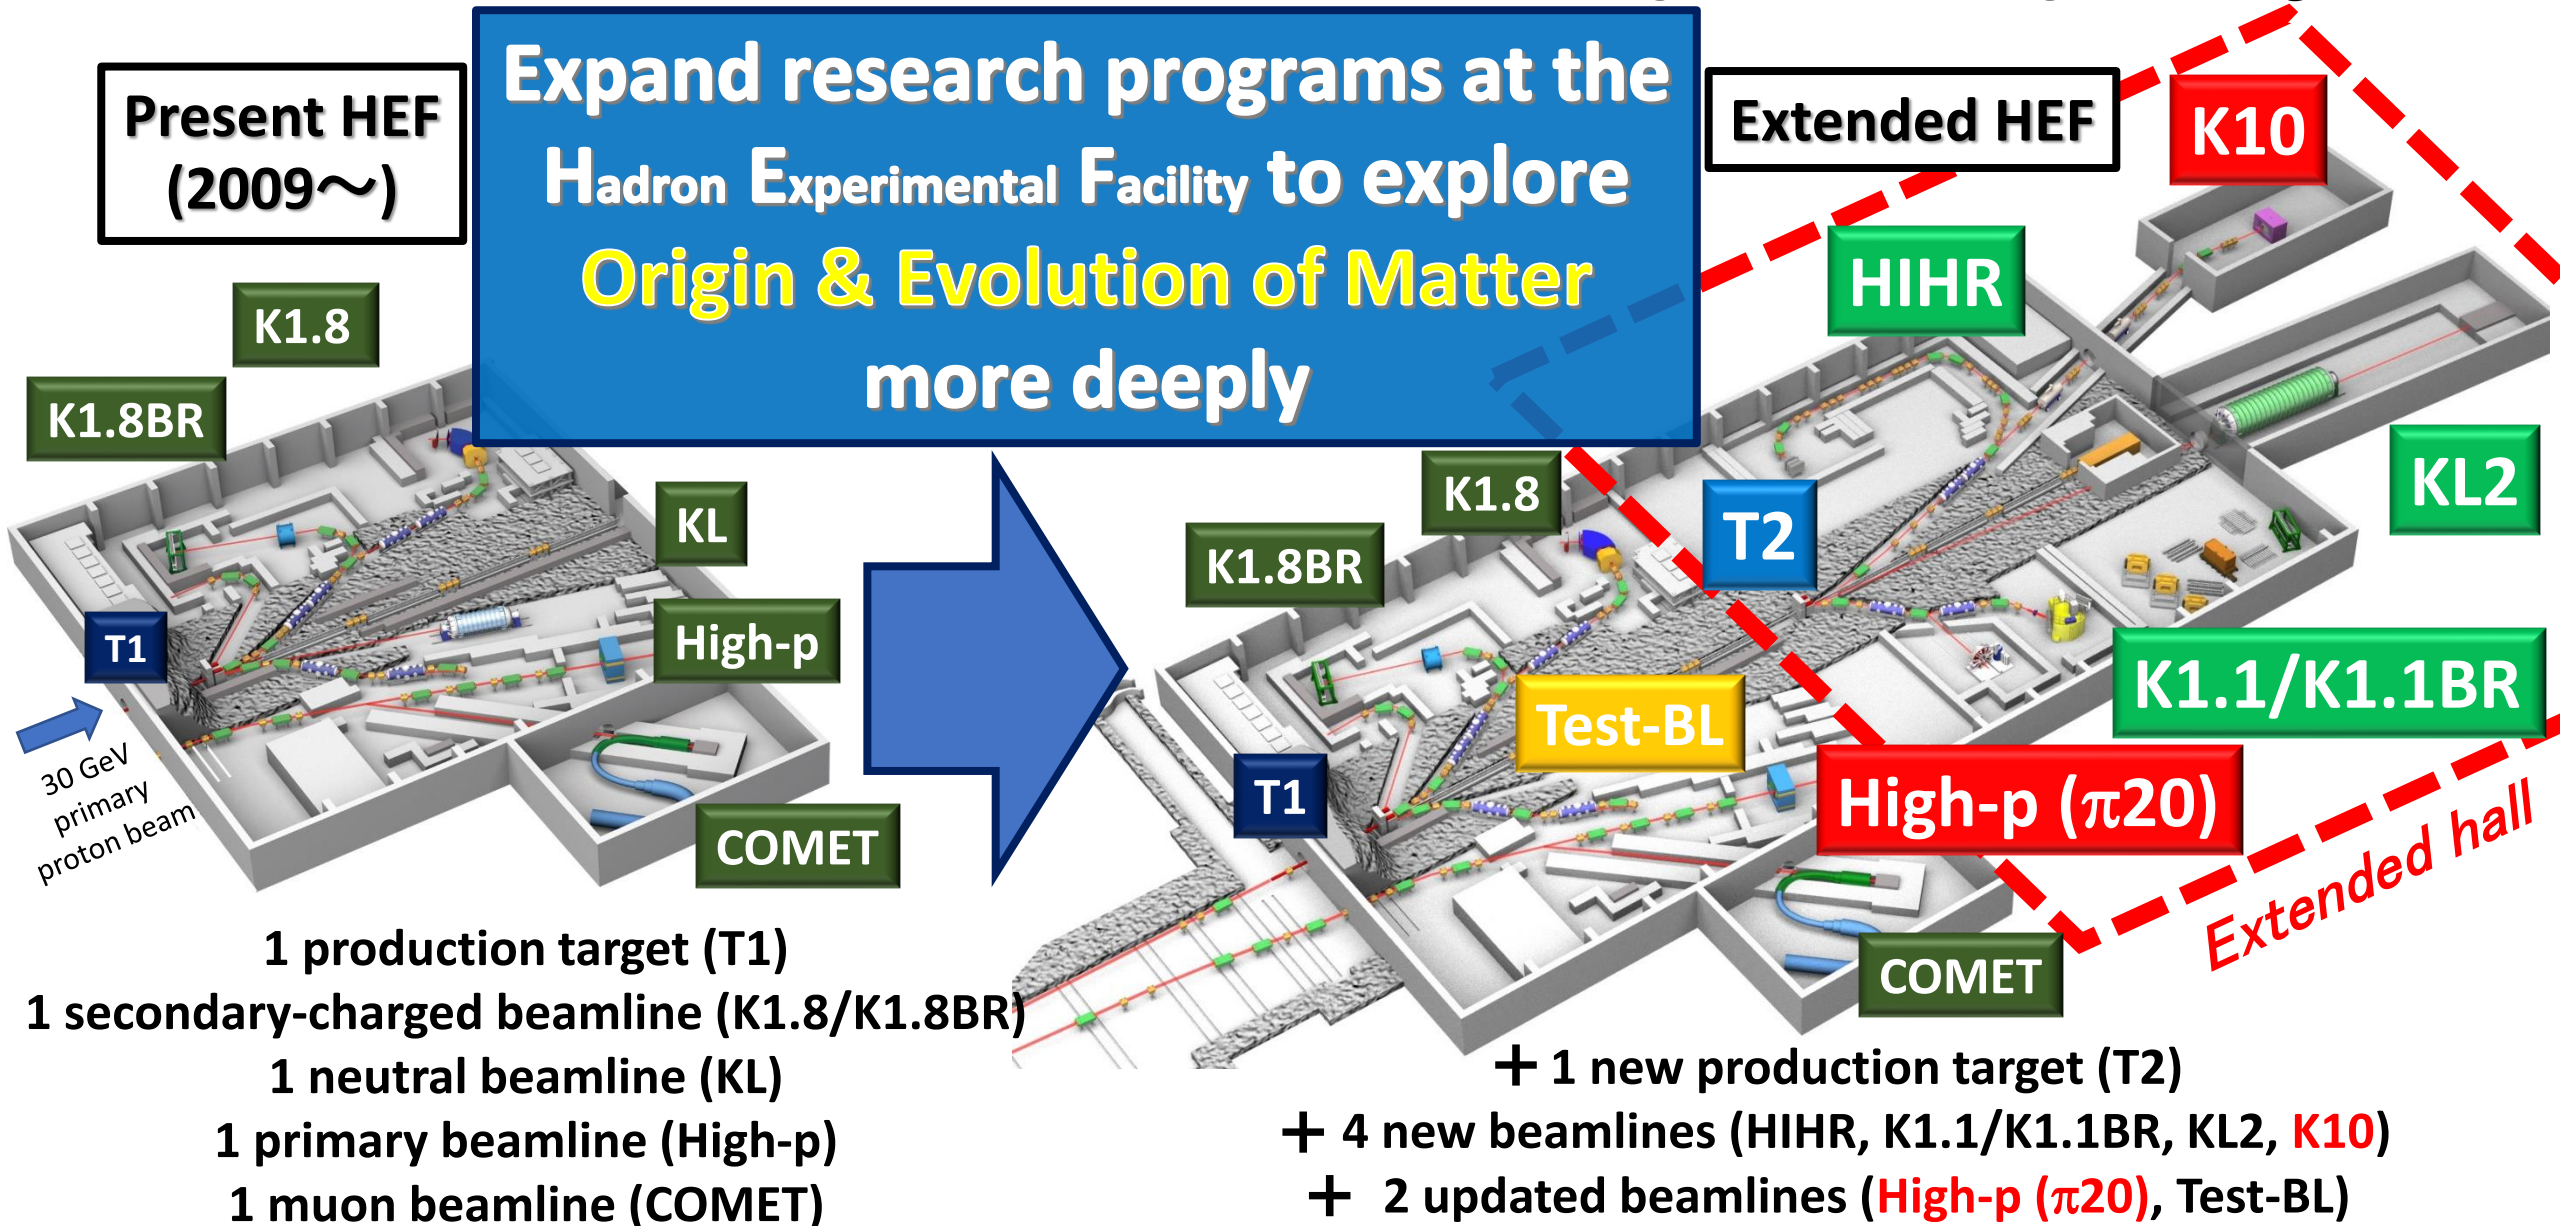 Expand research programs at the
Hadron Experimental Facility to explore
Origin & Evolution of Matter
more deeply
Present HEF
(2009～)
K1.8
K1.8BR
KL
T1
High-p
30 GeV
primary
proton beam
COMET
1 production target (T1)
1 secondary-charged beamline (K1.8/K1.8BR)
1 neutral beamline (KL)
1 primary beamline (High-p)
1 muon beamline (COMET)
Extended HEF
K10
HIHR
K1.8
KL2
T2
K1.8BR
K1.1/K1.1BR
Test-BL
T1
High-p (π20)
Extended hall
COMET
+ 1 new production target (T2)
+ 4 new beamlines (HIHR, K1.1/K1.1BR, KL2, K10)
+ 2 updated beamlines (High-p (π20), Test-BL)